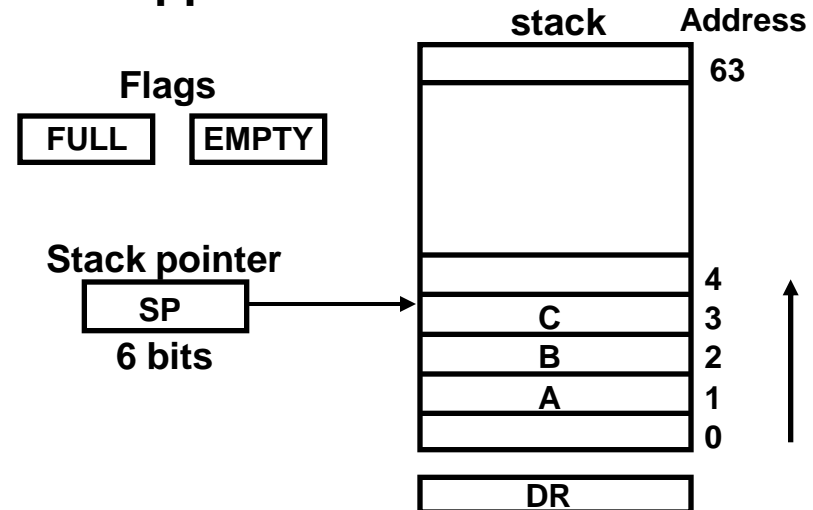 stack Address
63
Flags
FULL EMPTY
Stack pointer
SP
6 bits
4
C 3
B 2
A 1
0
DR